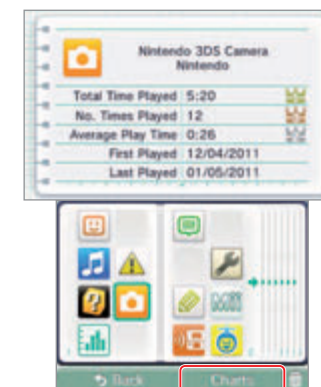 Nintendo 3DS Camera
Nintendo
Total Time Played 5:20
No. Times Played 12
Average Play Time 0:26
First Played 12/04/2011
Last Played 01/05/2011
Mii
Back Charts